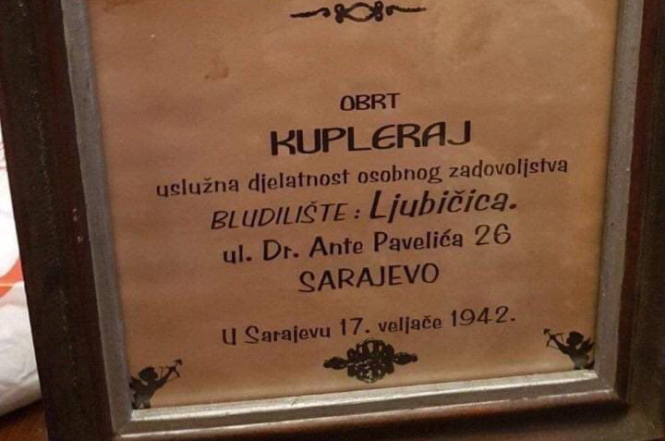 OBRT
KUPLERAJ
uslužna djelatnost osobnog zadovoljstva
BLUDILIŠTE : Ljubičica.
ul. Dr. Ante Pavelića 26
SARAJEVO
U Sarajevu 17. veljače 1942.